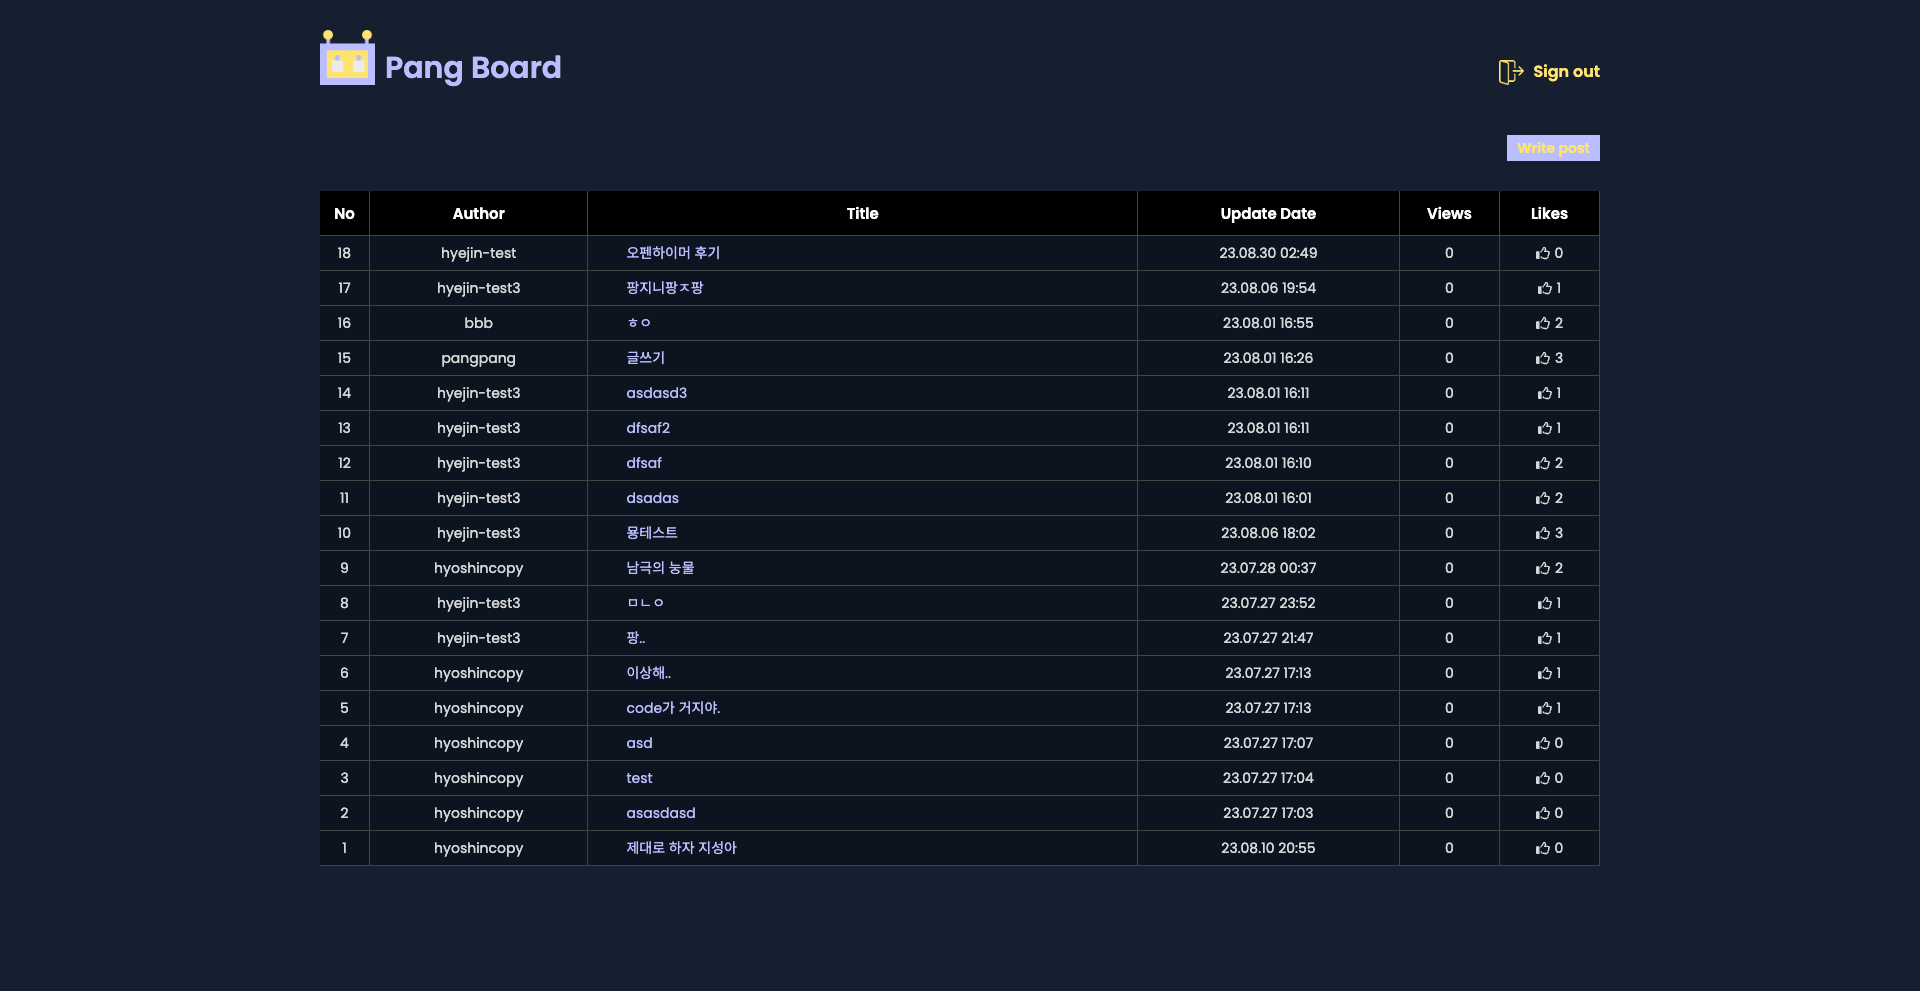 Pang Board
Sign out
Write post
No Author Title Update Date Views Likes
18 hyejin-test 오펜하이머 후기 23.08.30 02:49 0 0
17 hyejin-test3 팡지니팡ㅈ팡 23.08.06 19:54 0 1
16 bbb ㅎㅇ 23.08.01 16:55 0 2
15 pangpang 글쓰기 23.08.01 16:26 0 3
14 hyejin-test3 asdasd3 23.08.01 16:11 0 1
13 hyejin-test3 dfsaf2 23.08.01 16:11 0 1
12 hyejin-test3 dfsaf 23.08.01 16:10 0 2
11 hyejin-test3 dsadas 23.08.01 16:01 0 2
10 hyejin-test3 묭테스트 23.08.06 18:02 0 3
9 hyoshincopy 남극의 눙물 23.07.28 00:37 0 2
8 hyejin-test3 ㅁㄴㅇ 23.07.27 23:52 0 1
7 hyejin-test3 팡.. 23.07.27 21:47 0 1
6 hyoshincopy 이상해.. 23.07.27 17:13 0 1
5 hyoshincopy code가 거지야. 23.07.27 17:13 0 1
4 hyoshincopy asd 23.07.27 17:07 0 0
3 hyoshincopy test 23.07.27 17:04 0 0
2 hyoshincopy asasdasd 23.07.27 17:03 0 0
1 hyoshincopy 제대로 하자 지성아 23.08.10 20:55 0 0